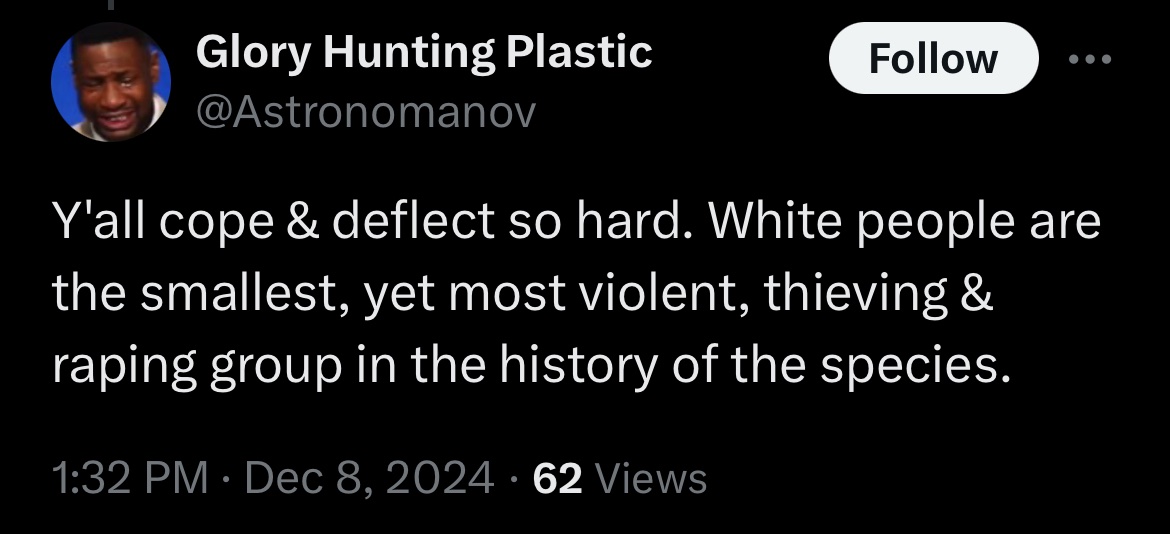 Glory Hunting Plastic
Follow
@Astronomanov
Y'all cope & deflect so hard. White people are
the smallest, yet most violent, thieving &
raping group in the history of the species.
1:32 PM · Dec 8, 2024 · 62 Views